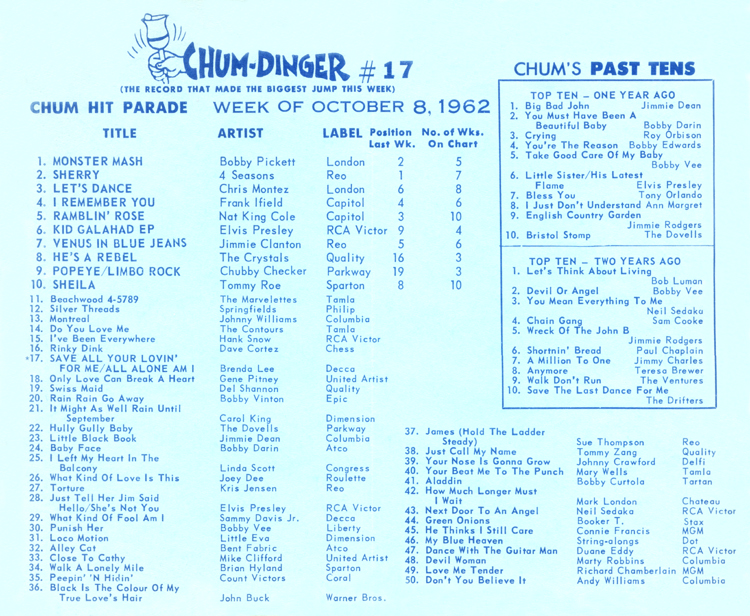 CHUM-DINGER # 17
(THE RECORD THAT MADE THE BIGGEST JUMP THIS WEEK)
CHUM HIT PARADE WEEK OF OCTOBER 8, 1962
TITLE ARTIST LABEL Position Last Wk. No. of Wks. On Chart
1. MONSTER MASH Bobby Pickett London 2 5
2. SHERRY 4 Seasons Reo 1 7
3. LET'S DANCE Chris Montez London 6 8
4. I REMEMBER YOU Frank Ifield Capitol 4 6
5. RAMBLIN' ROSE Nat King Cole Capitol 3 10
6. KID GALAHAD EP Elvis Presley RCA Victor 9 4
7. VENUS IN BLUE JEANS Jimmie Clanton Reo 5 6
8. HE'S A REBEL The Crystals Quality 16 3
9. POPEYE/LIMBO ROCK Chubby Checker Parkway 19 3
10. SHEILA Tommy Roe Sparton 8 10
11. Beachwood 4-5789 The Marvelettes Tamla
12. Silver Threads Springfields Philip
13. Montreal Johnny Williams Columbia
14. Do You Love Me The Contours Tamla
15. I've Been Everywhere Hank Snow RCA Victor
16. Rinky Dink Dave Cortez Chess
*17. SAVE ALL YOUR LOVIN'
FOR ME/ALL ALONE AM I Brenda Lee Decca
18. Only Love Can Break A Heart Gene Pitney United Artist
19. Swiss Maid Del Shannon Quality
20. Rain Rain Go Away Bobby Vinton Epic
21. It Might As Well Rain Until
September Carol King Dimension
22. Hully Gully Baby The Dovells Parkway
23. Little Black Book Jimmie Dean Columbia
24. Baby Face Bobby Darin Atco
25. I Left My Heart In The
Balcony Linda Scott Congress
26. What Kind Of Love Is This Joey Dee Roulette
27. Torture Kris Jensen Reo
28. Just Tell Her Jim Said
Hello/She's Not You Elvis Presley RCA Victor
29. What Kind Of Fool Am I Sammy Davis Jr. Decca
30. Punish Her Bobby Vee Liberty
31. Loco Motion Little Eva Dimension
32. Alley Cot Bent Fabric Atco
33. Close To Cathy Mike Clifford United Artist
34. Walk A Lonely Mile Brian Hyland Sparton
35. Peepin' 'N Hidin' Count Victors Coral
36. Black Is The Colour Of My
True Love's Hair John Buck Warner Bros.
37. James (Hold The Ladder
Steady) Sue Thompson Reo
38. Just Call My Name Tommy Zang Quality
39. Your Nose Is Gonna Grow Johnny Crawford Delfi
40. Your Beat Me To The Punch Mary Wells Tamla
41. Aladdin Bobby Curtola Tartan
42. How Much Longer Must
I Wait Mark London Chateau
43. Next Door To An Angel Neil Sedaka RCA Victor
44. Green Onions Booker T. Stax
45. He Thinks I Still Care Connie Francis MGM
46. My Blue Heaven String-alongs Dot
47. Dance With The Guitar Man Duane Eddy RCA Victor
48. Devil Woman Marty Robbins Columbia
49. Love Me Tender Richard Chamberlain MGM
50. Don't You Believe It Andy Williams Columbia
CHUM'S PAST TENS
TOP TEN – ONE YEAR AGO
1. Big Bad John Jimmie Dean
2. You Must Have Been A
Beautiful Baby Bobby Darin
3. Crying Roy Orbison
4. You're The Reason Bobby Edwards
5. Take Good Care Of My Baby
Bobby Vee
6. Little Sister/His Latest
Flame Elvis Presley
7. Bless You Tony Orlando
8. I Just Don't Understand Ann Margret
9. English Country Garden
Jimmie Rodgers
10. Bristol Stomp The Dovells
TOP TEN – TWO YEARS AGO
1. Let's Think About Living
Bob Luman
2. Devil Or Angel Bobby Vee
3. You Mean Everything To Me
Neil Sedaka
4. Chain Gang Sam Cooke
5. Wreck Of The John B
Jimmie Rodgers
6. Shortnin' Bread Paul Chaplain
7. A Million To One Jimmy Charles
8. Anymore Teresa Brewer
9. Walk Don't Run The Ventures
10. Save The Last Dance For Me
The Drifters